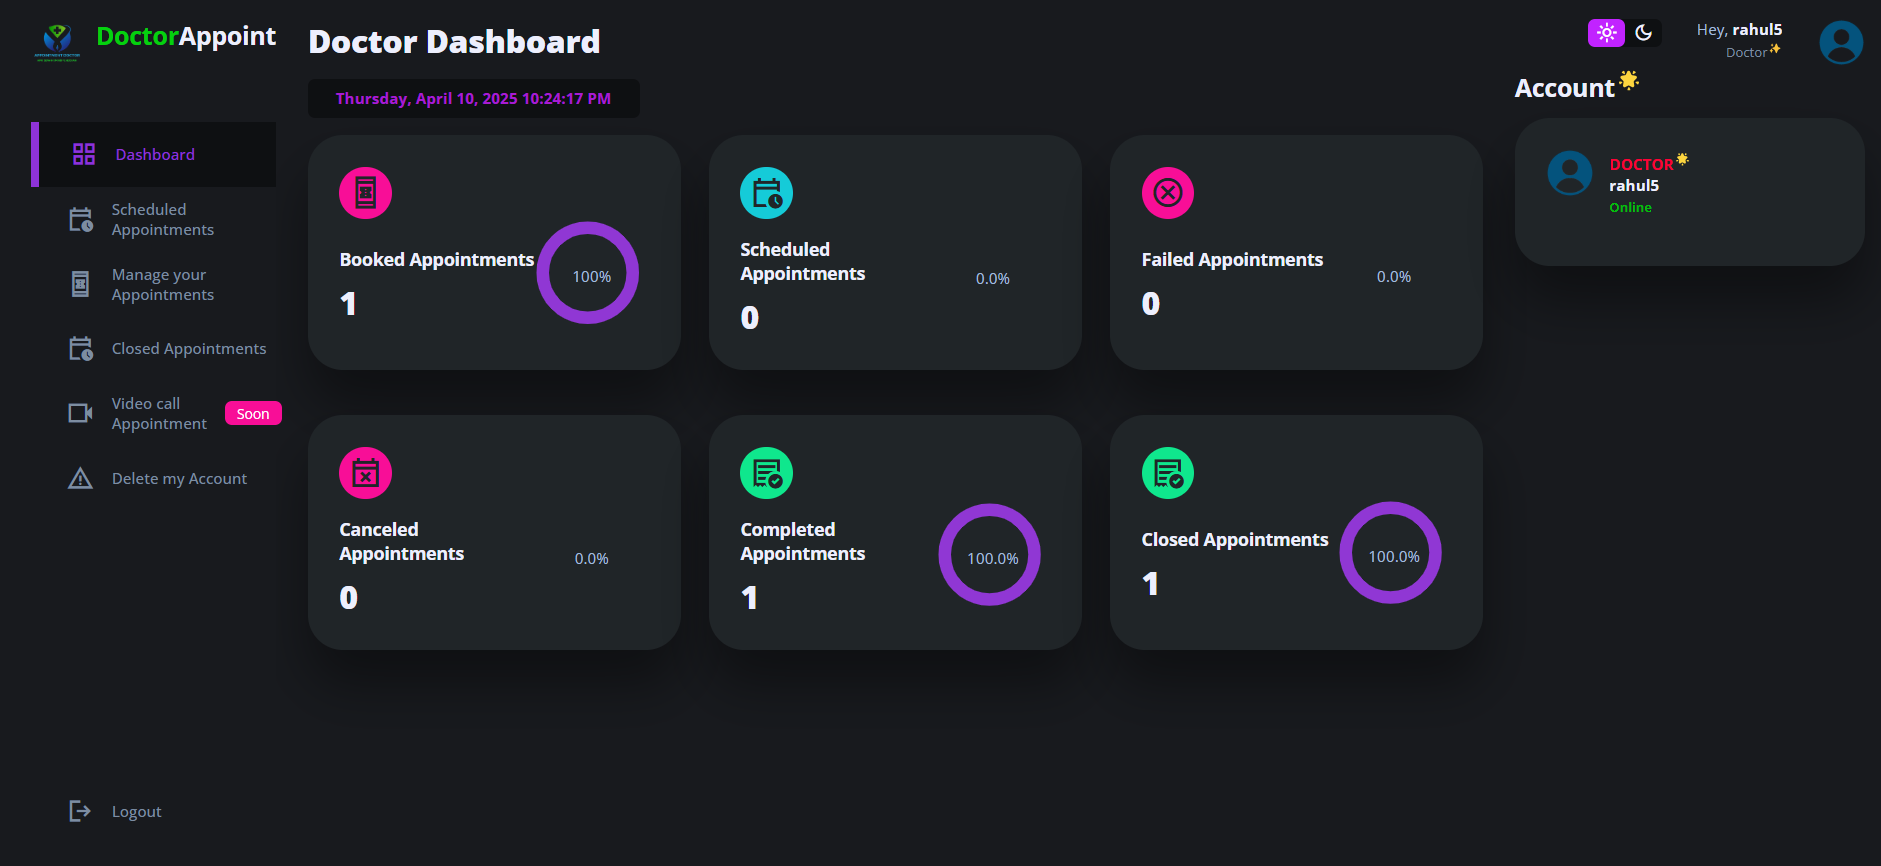 DoctorAppoint
Doctor Dashboard
Hey, rahul5
Doctor✨
Thursday, April 10, 2025 10:24:17 PM
Account🌟
Dashboard
Scheduled
Appointments
Manage your
Appointments
Closed Appointments
Video call
Appointment
Soon
Delete my Account
Logout
Booked Appointments
1
100%
Scheduled
Appointments
0
0.0%
Failed Appointments
0
0.0%
Canceled
Appointments
0
0.0%
Completed
Appointments
1
100.0%
Closed Appointments
1
100.0%
DOCTOR🌟
rahul5
Online